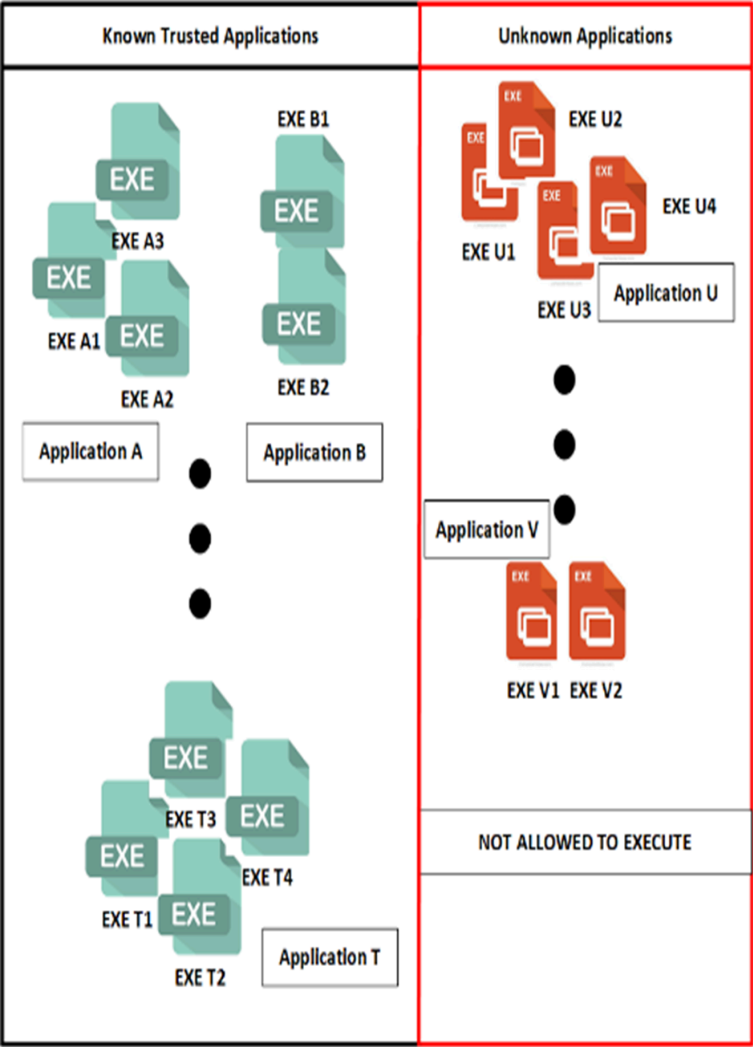 Known Trusted Applications
EXE
EXE A3
EXE
EXE A1
EXE
EXE A2
Application A
EXE B1
EXE
EXE
EXE B2
Application B
EXE
EXE T3
EXE
EXE T4
EXE
EXE T1
EXE
EXE T2
Application T
Unknown Applications
EXE
EXE U2
EXE
EXE U1
EXE
EXE U4
EXE
EXE U3
Application U
Application V
EXE
EXE
EXE V1
EXE V2
NOT ALLOWED TO EXECUTE